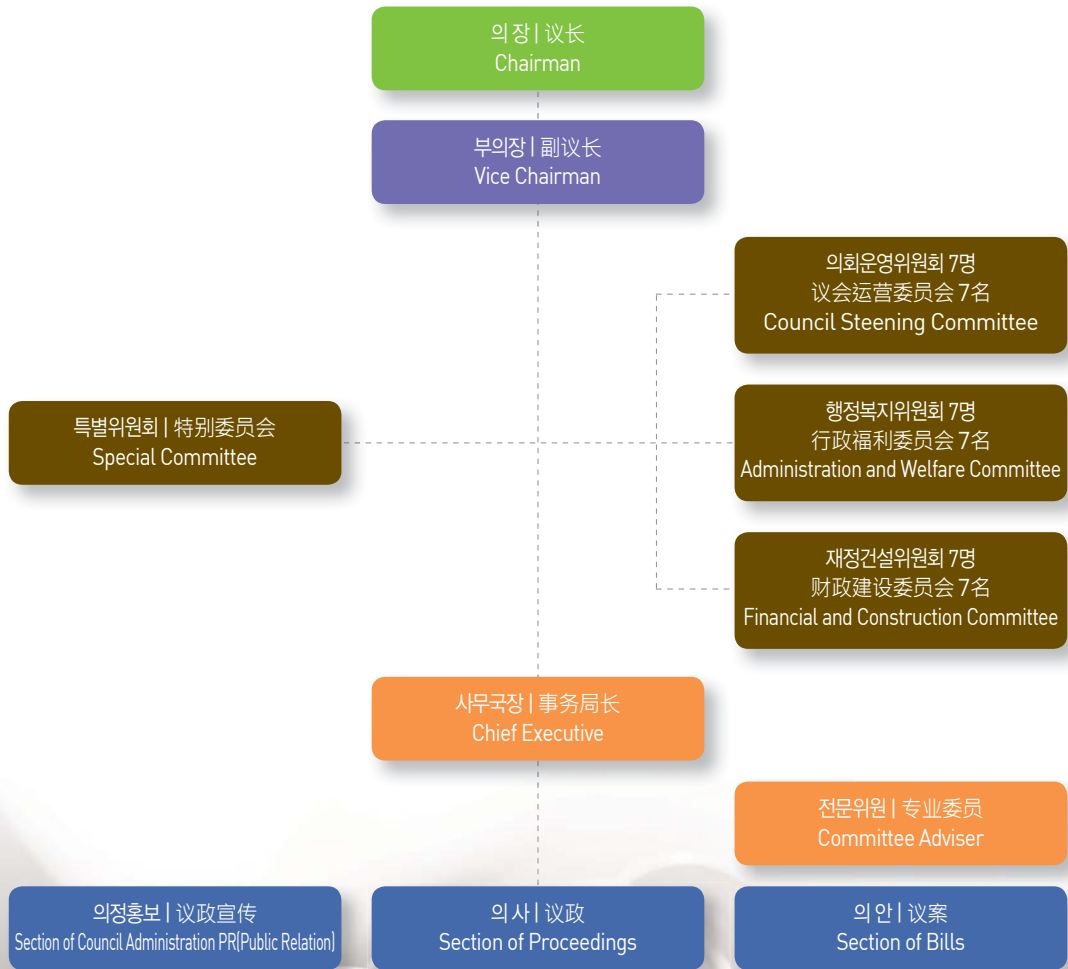 의 장 | 议长
Chairman
부의장 | 副议长
Vice Chairman
의회운영위원회 7명
议会运营委员会 7名
Council Steening Committee
특별위원회 | 特别委员会
Special Committee
행정복지위원회 7명
行政福利委员会 7名
Administration and Welfare Committee
재정건설위원회 7명
财政建设委员会 7名
Financial and Construction Committee
사무국장 | 事务局长
Chief Executive
전문위원 | 专业委员
Committee Adviser
의정홍보 | 议政宣传
Section of Council Administration PR(Public Relation)
의 사 | 议政
Section of Proceedings
의 안 | 议案
Section of Bills